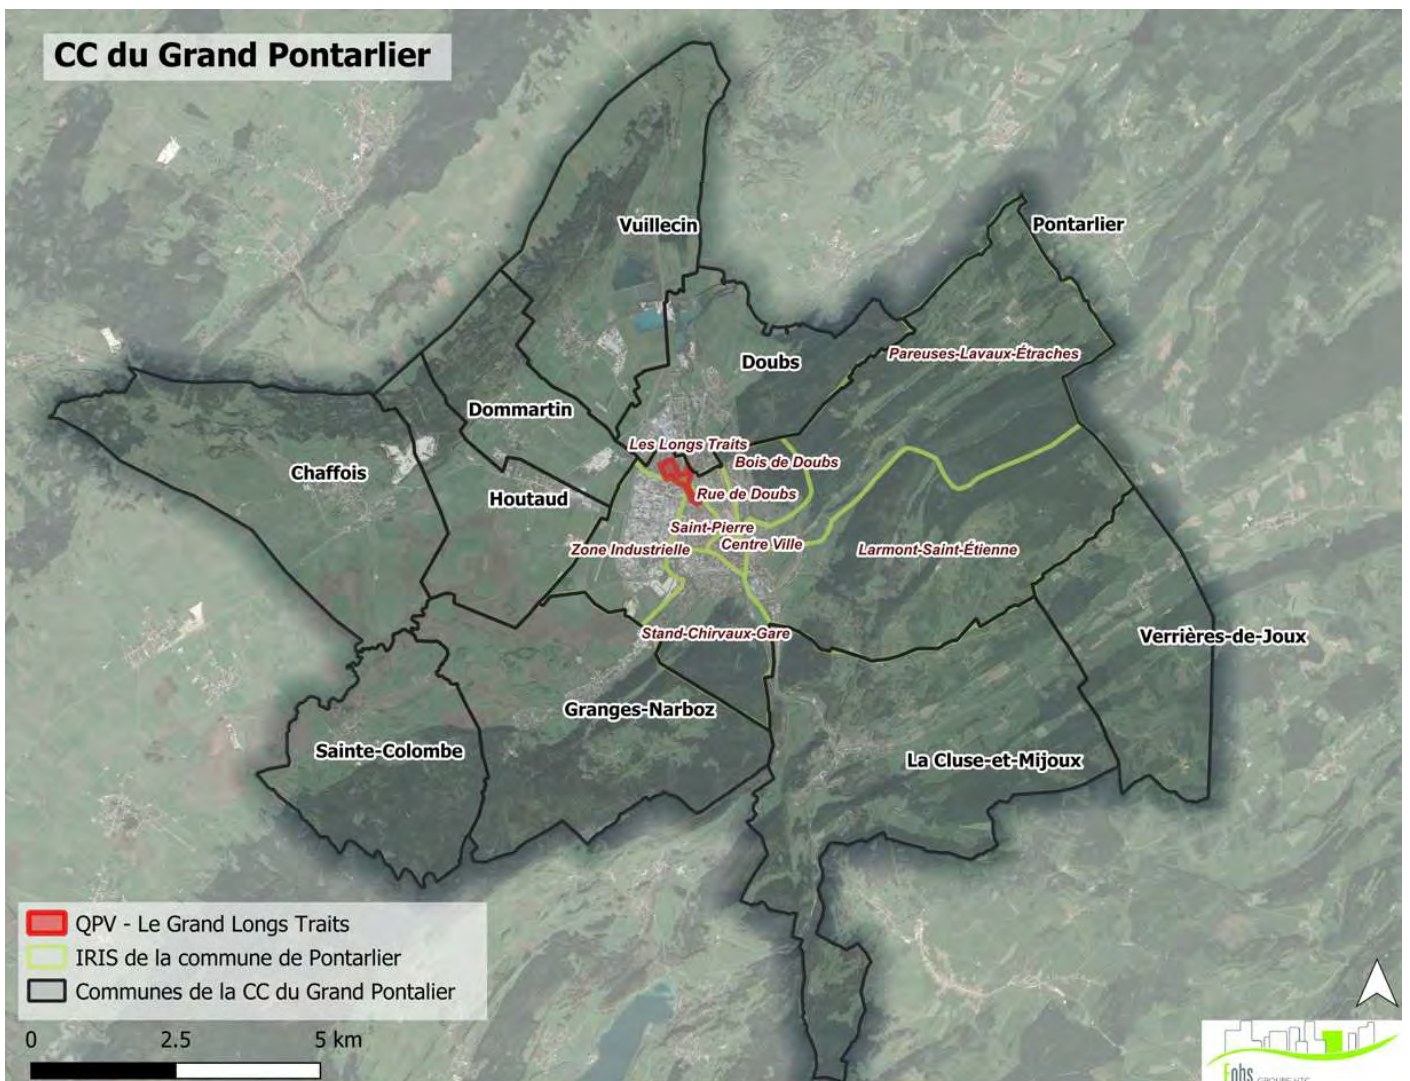 CC du Grand Pontarlier
Vuillecin
Pontarlier
Doubs
Pareuses-Lavaux-Étraches
Dommartin
Les Longs Traits
Bois de Doubs
Chaffois
Houtaud
Rue de Doubs
Saint-Pierre
Centre Ville
Zone Industrielle
Larmont-Saint-Étienne
Stand-Chirvaux-Gare
Verrières-de-Joux
Granges-Narboz
Sainte-Colombe
La Cluse-et-Mijoux
QPV - Le Grand Longs Traits
IRIS de la commune de Pontarlier
Communes de la CC du Grand Pontalier
0 2.5 5 km